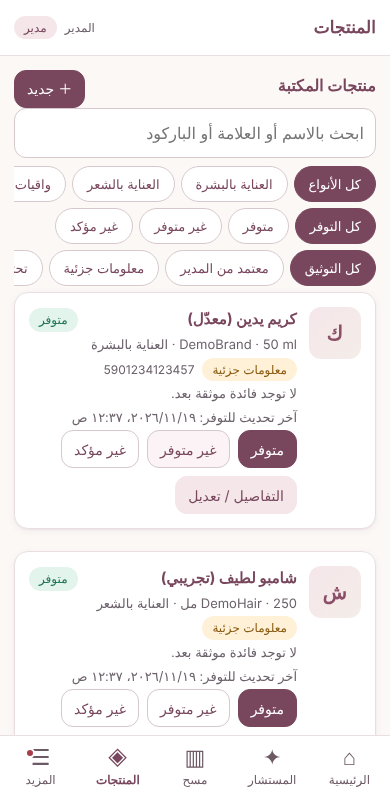 المنتجات
المدير مدير
منتجات المكتبة
+ جديد
ابحث بالاسم أو العلامة أو الباركود
كل الأنواع العناية بالبشرة العناية بالشعر واقيات
كل التوفر متوفر غير متوفر غير مؤكد
كل التوثيق معتمد من المدير معلومات جزئية
ك
كريم يدين (معدّل) متوفر
DemoBrand · 50 ml · العناية بالبشرة
معلومات جزئية 5901234123457
لا توجد فائدة موثقة بعد.
آخر تحديث للتوفر: ٢٠٢٦/١١/١٩، ١٢:٣٧ ص
متوفر غير متوفر غير مؤكد
التفاصيل / تعديل
ش
شامبو لطيف (تجريبي) متوفر
DemoHair · 250 مل · العناية بالشعر
معلومات جزئية
لا توجد فائدة موثقة بعد.
آخر تحديث للتوفر: ٢٠٢٦/١١/١٩، ١٢:٣٧ ص
متوفر غير متوفر غير مؤكد
الرئيسية المستشار مسح المنتجات المزيد